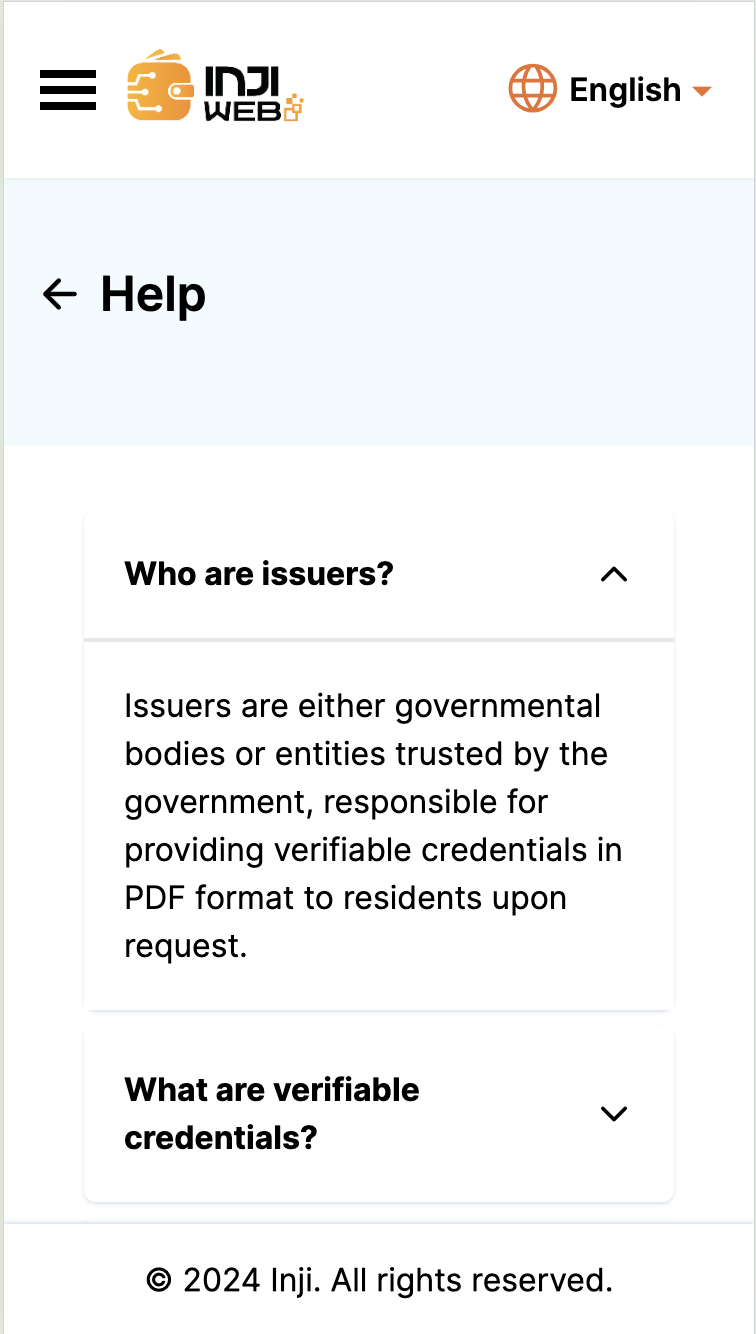 INJI
WEB
English
Help
Who are issuers?
Issuers are either governmental
bodies or entities trusted by the
government, responsible for
providing verifiable credentials in
PDF format to residents upon
request.
What are verifiable
credentials?
© 2024 Inji. All rights reserved.